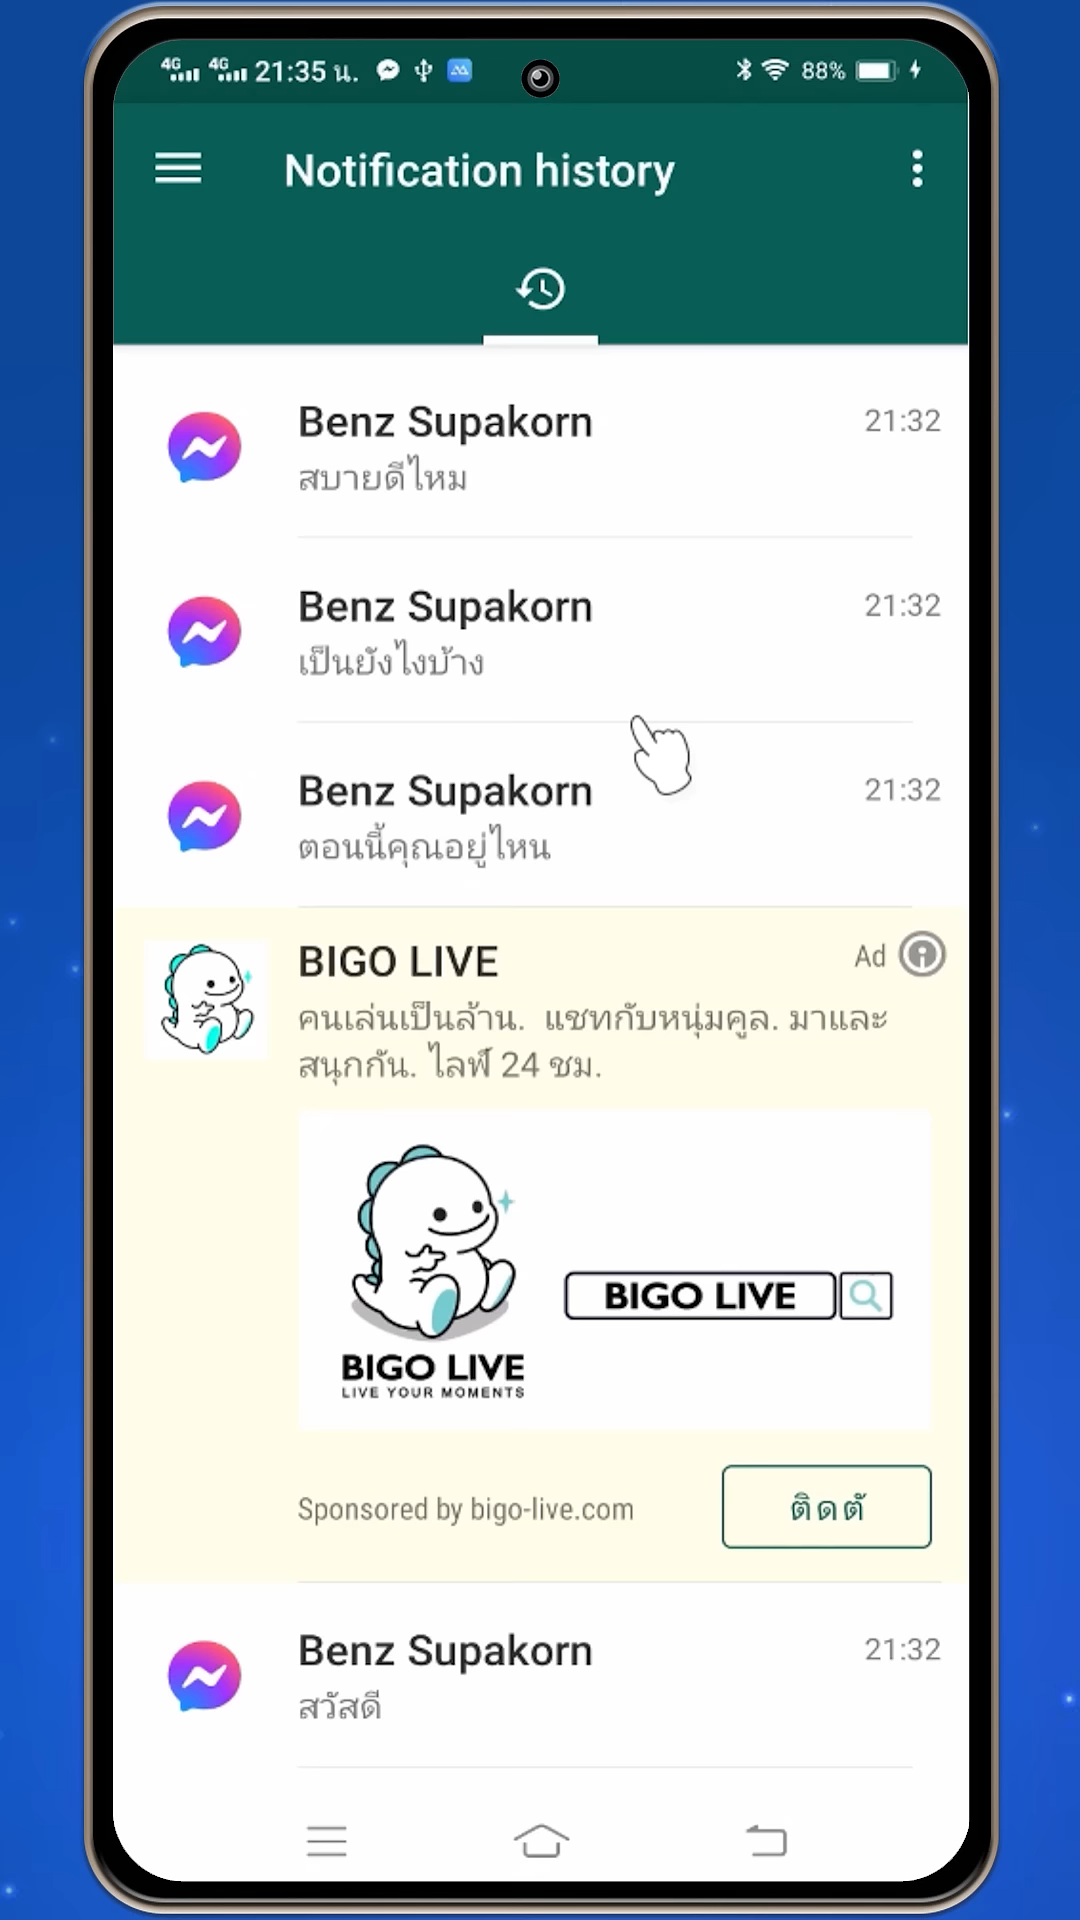 4G 4G 21:35 น. 88%
Notification history
Benz Supakorn 21:32
สบายดีไหม
Benz Supakorn 21:32
เป็นยังไงบ้าง
Benz Supakorn 21:32
ตอนนี้คุณอยู่ไหน
BIGO LIVE Ad
คนเล่นเป็นล้าน. แชทกับหนุ่มคูล. มาและ
สนุกกัน. ไลฟ์ 24 ชม.
BIGO LIVE
BIGO LIVE
LIVE YOUR MOMENTS
Sponsored by bigo-live.com ติดตั้
Benz Supakorn 21:32
สวัสดี